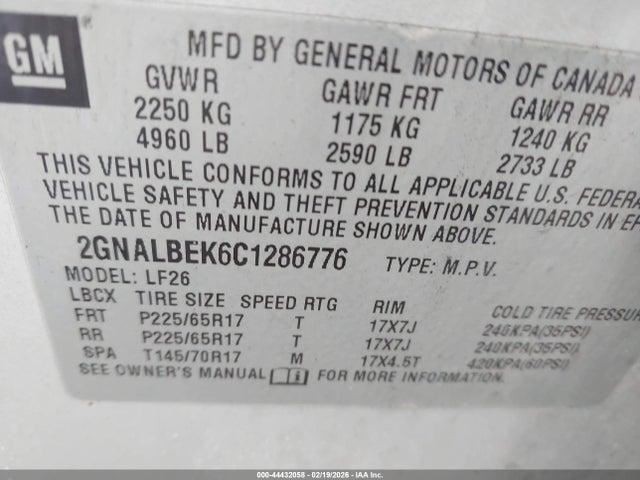 GM
MFD BY GENERAL MOTORS OF CANADA
GVWR GAWR FRT GAWR RR
2250 KG 1175 KG 1240 KG
4960 LB 2590 LB 2733 LB
THIS VEHICLE CONFORMS TO ALL APPLICABLE U.S. FEDERA
VEHICLE SAFETY AND THEFT PREVENTION STANDARDS IN EF
THE DATE OF MANUFACTURE SHOWN ABOVE.
2GNALBEK6C1286776 TYPE: M.P.V.
MODEL: LF26
LBCX TIRE SIZE SPEED RTG RIM COLD TIRE PRESSUR
FRT P225/65R17 T 17X7J 240KPA(35PSI)
RR P225/65R17 T 17X7J 240KPA(35PSI)
SPA T145/70R17 M 17X4.5T 420KPA(60PSI)
SEE OWNER'S MANUAL FOR MORE INFORMATION.
000-44432058 - 02/19/2026 - IAA, Inc.